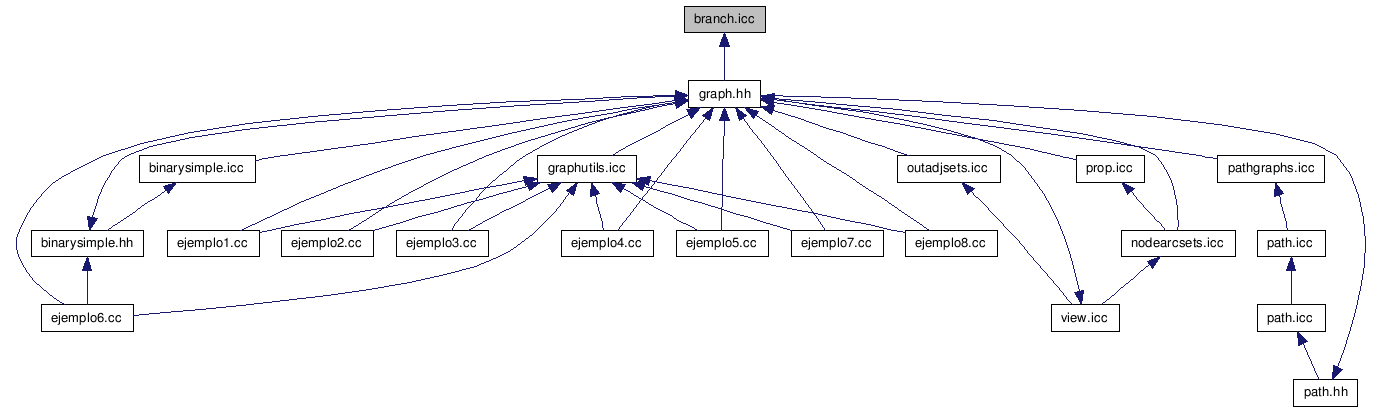 branch.icc
graph.hh
binarysimple.icc
graphutils.icc
outadjsets.icc
prop.icc
pathgraphs.icc
binarysimple.hh
ejemplo1.cc
ejemplo2.cc
ejemplo3.cc
ejemplo4.cc
ejemplo5.cc
ejemplo7.cc
ejemplo8.cc
nodearcsets.icc
path.icc
ejemplo6.cc
view.icc
path.icc
path.hh